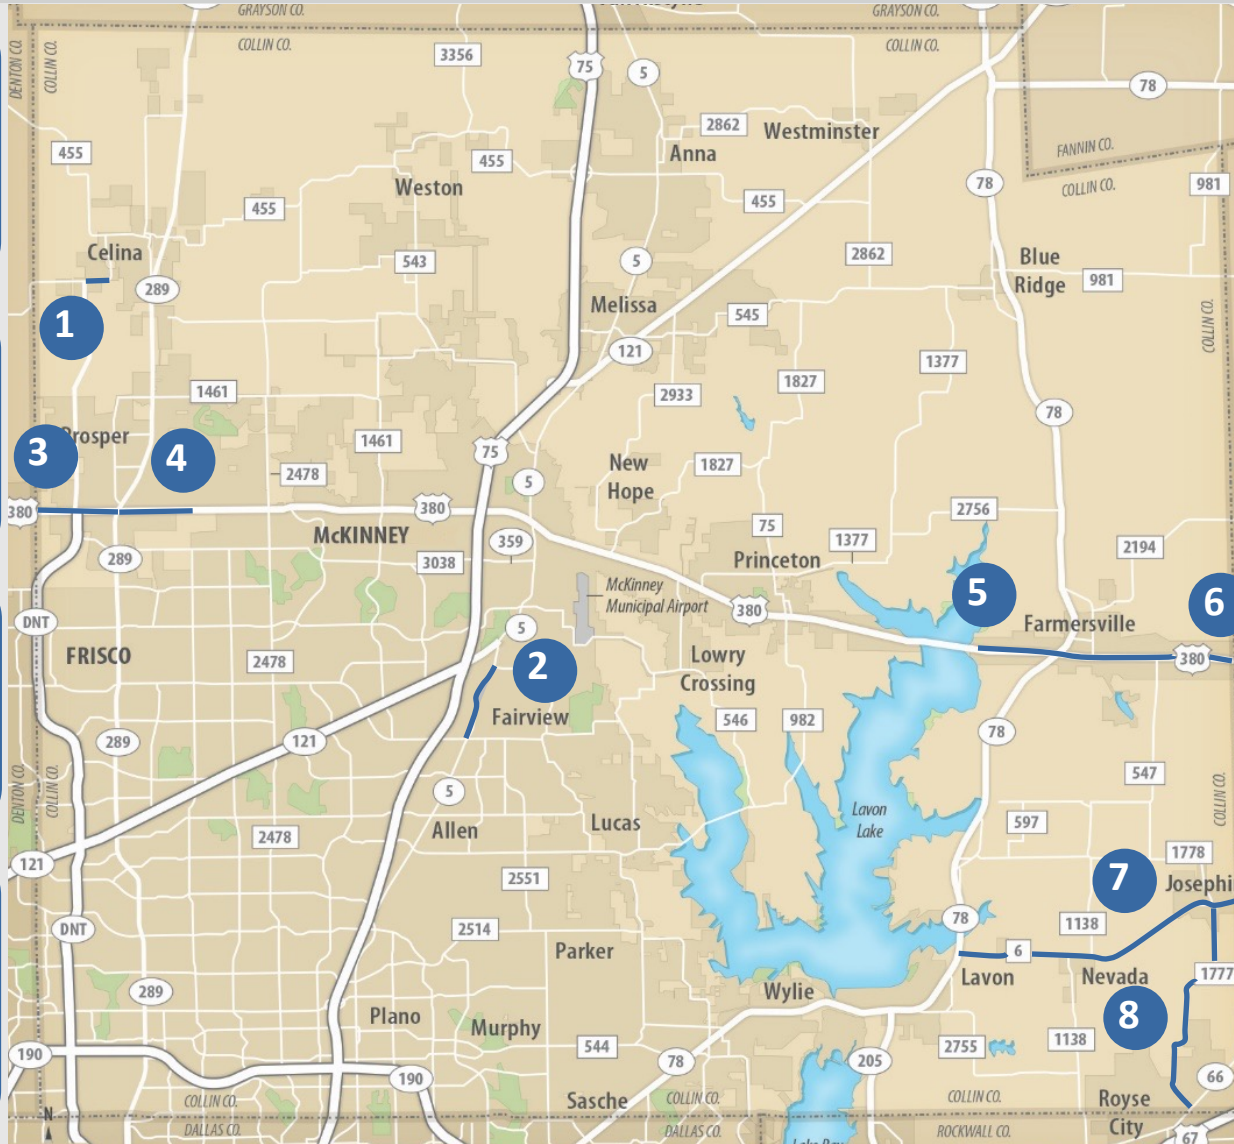 GRAYSON CO.
GRAYSON CO.
DENTON CO.
COLLIN CO.
COLLIN CO.
COLLIN CO.
3356
75
5
78
2862
Westminster
Anna
FANNIN CO.
COLLIN CO.
455
455
Weston
455
455
78
981
Celina
543
5
2862
Blue
Ridge
981
289
Melissa
545
COLLIN CO.
1
121
1377
1461
2933
1827
78
Prosper
1461
3
4
75
New
Hope
1827
2478
5
380
380
2756
McKINNEY
359
75
1377
2194
289
3038
Princeton
McKinney
Municipal Airport
5
6
380
DNT
5
Farmersville
FRISCO
2478
2
Lowry
Crossing
380
Fairview
546
982
289
121
78
DENTON CO.
COLLIN CO.
547
COLLIN CO.
5
Lavon
Lake
Allen
Lucas
597
2478
121
1778
2551
7
DNT
2514
78
1138
Parker
6
Lavon
Nevada
1777
289
Wylie
Plano
Murphy
8
544
2755
1138
190
78
205
190
66
COLLIN CO.
Sasche
COLLIN CO.
COLLIN CO.
Royse
City
N
DALLAS CO.
DALLAS CO.
ROCKWALL CO.
67